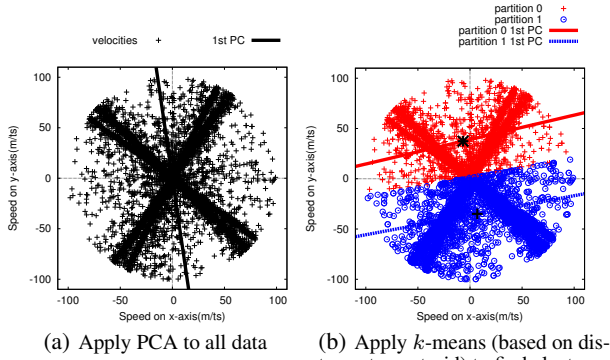 velocities
1st PC
100
50
0
-50
-100
-100 -50 0 50 100
Speed on y-axis(m/ts)
Speed on x-axis(m/ts)
(a) Apply PCA to all data
partition 0
partition 1
partition 0 1st PC
partition 1 1st PC
100
50
0
-50
-100
-100 -50 0 50 100
Speed on y-axis(m/ts)
Speed on x-axis(m/ts)
(b) Apply k-means (based on dis-